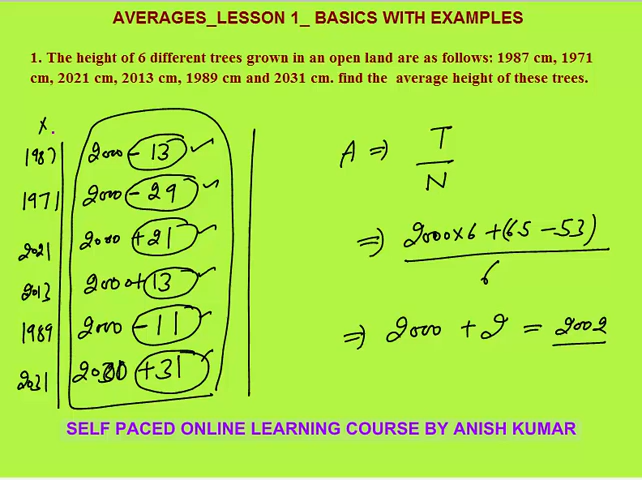 AVERAGES_LESSON 1_ BASICS WITH EXAMPLES
1. The height of 6 different trees grown in an open land are as follows: 1987 cm, 1971
cm, 2021 cm, 2013 cm, 1989 cm and 2031 cm. find the average height of these trees.
X.
1987 2000 - 13 ✓
1971 2000 - 29 ✓
2021 2000 + 21 ✓
2013 2000 + 13 ✓
1989 2000 - 11 ✓
2031 + 31 ✓
A ⇒ T
N
⇒ 2000 x 6 + (65 - 53)
6
⇒ 2000 + 2 = 2002
SELF PACED ONLINE LEARNING COURSE BY ANISH KUMAR